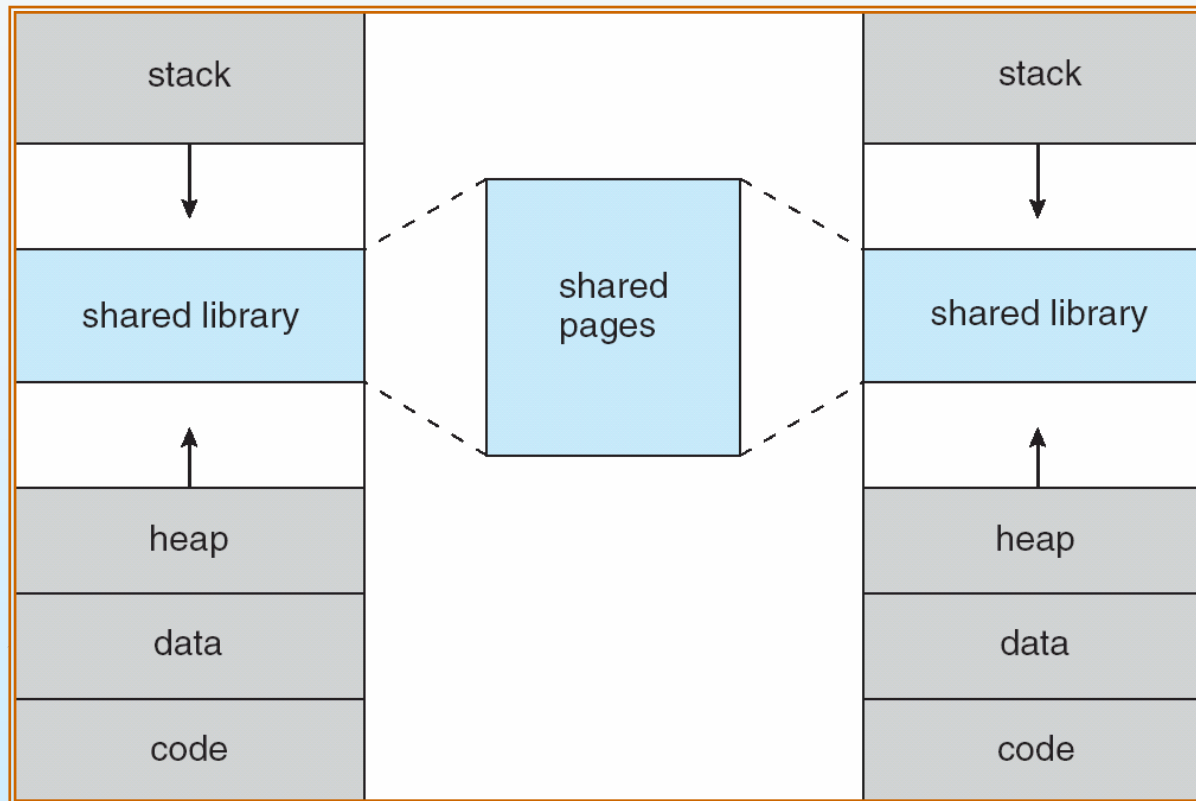 stack
shared library
heap
data
code
shared
pages
stack
shared library
heap
data
code